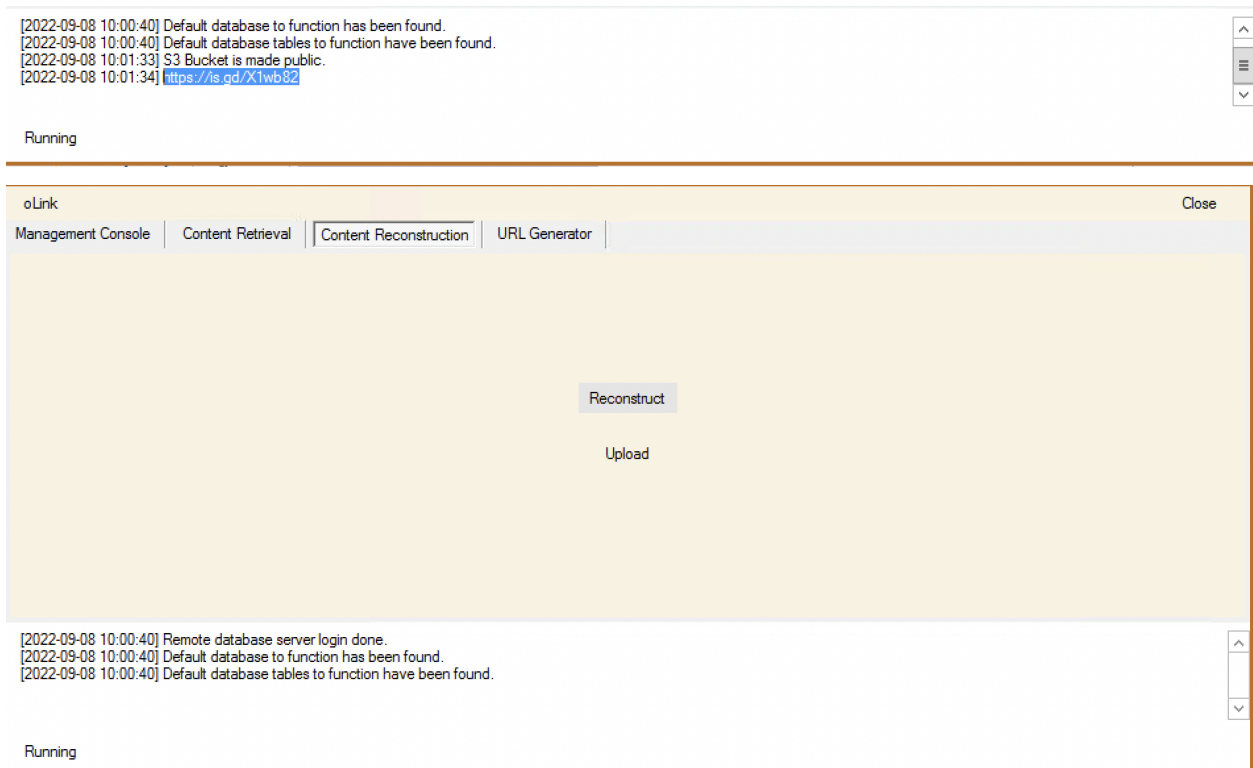 [2022-09-08 10:00:40] Default database to function has been found.
[2022-09-08 10:00:40] Default database tables to function have been found.
[2022-09-08 10:01:33] S3 Bucket is made public.
[2022-09-08 10:01:34] https://is.gd/X1wb82
Running
oLink Close
Management Console Content Retrieval Content Reconstruction URL Generator
Reconstruct
Upload
[2022-09-08 10:00:40] Remote database server login done.
[2022-09-08 10:00:40] Default database to function has been found.
[2022-09-08 10:00:40] Default database tables to function have been found.
Running